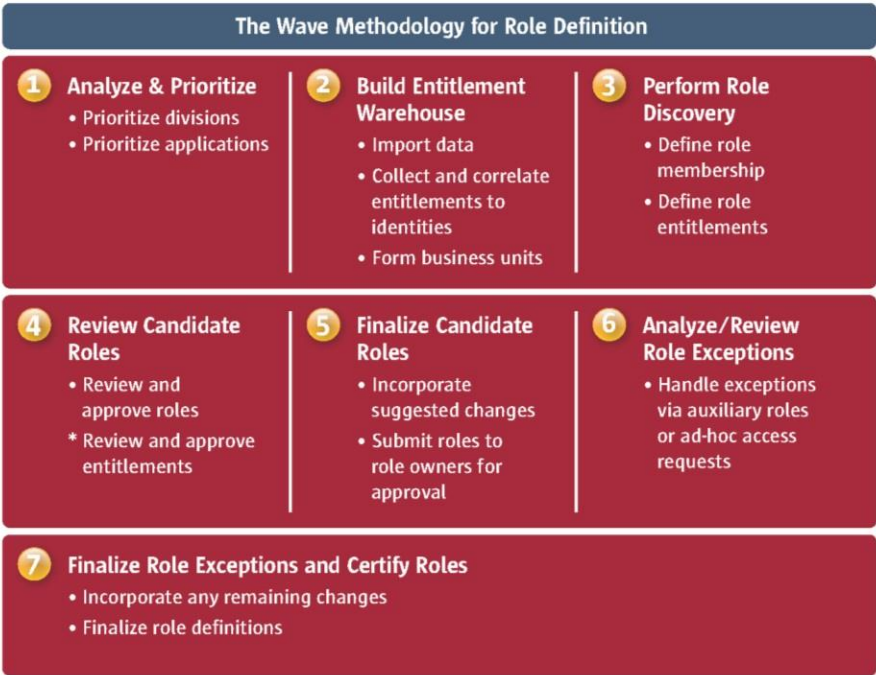 The Wave Methodology for Role Definition
1 Analyze & Prioritize
• Prioritize divisions
• Prioritize applications
2 Build Entitlement
Warehouse
• Import data
• Collect and correlate
entitlements to
identities
• Form business units
3 Perform Role
Discovery
• Define role
membership
• Define role
entitlements
4 Review Candidate
Roles
• Review and
approve roles
* Review and approve
entitlements
5 Finalize Candidate
Roles
• Incorporate
suggested changes
• Submit roles to
role owners for
approval
6 Analyze/Review
Role Exceptions
• Handle exceptions
via auxiliary roles
or ad-hoc access
requests
7 Finalize Role Exceptions and Certify Roles
• Incorporate any remaining changes
• Finalize role definitions